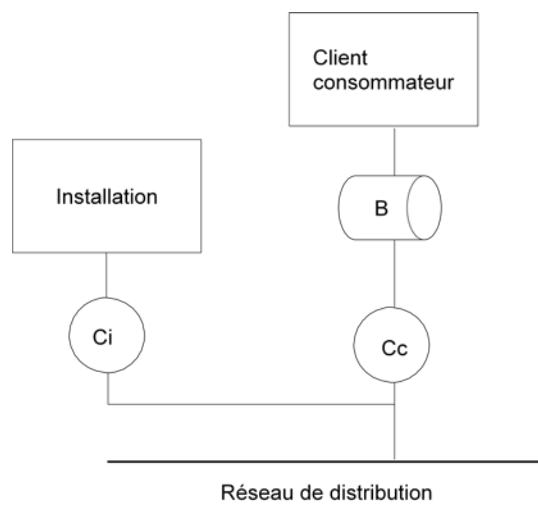 Client
consommateur
Installation
B
Ci
Cc
Réseau de distribution